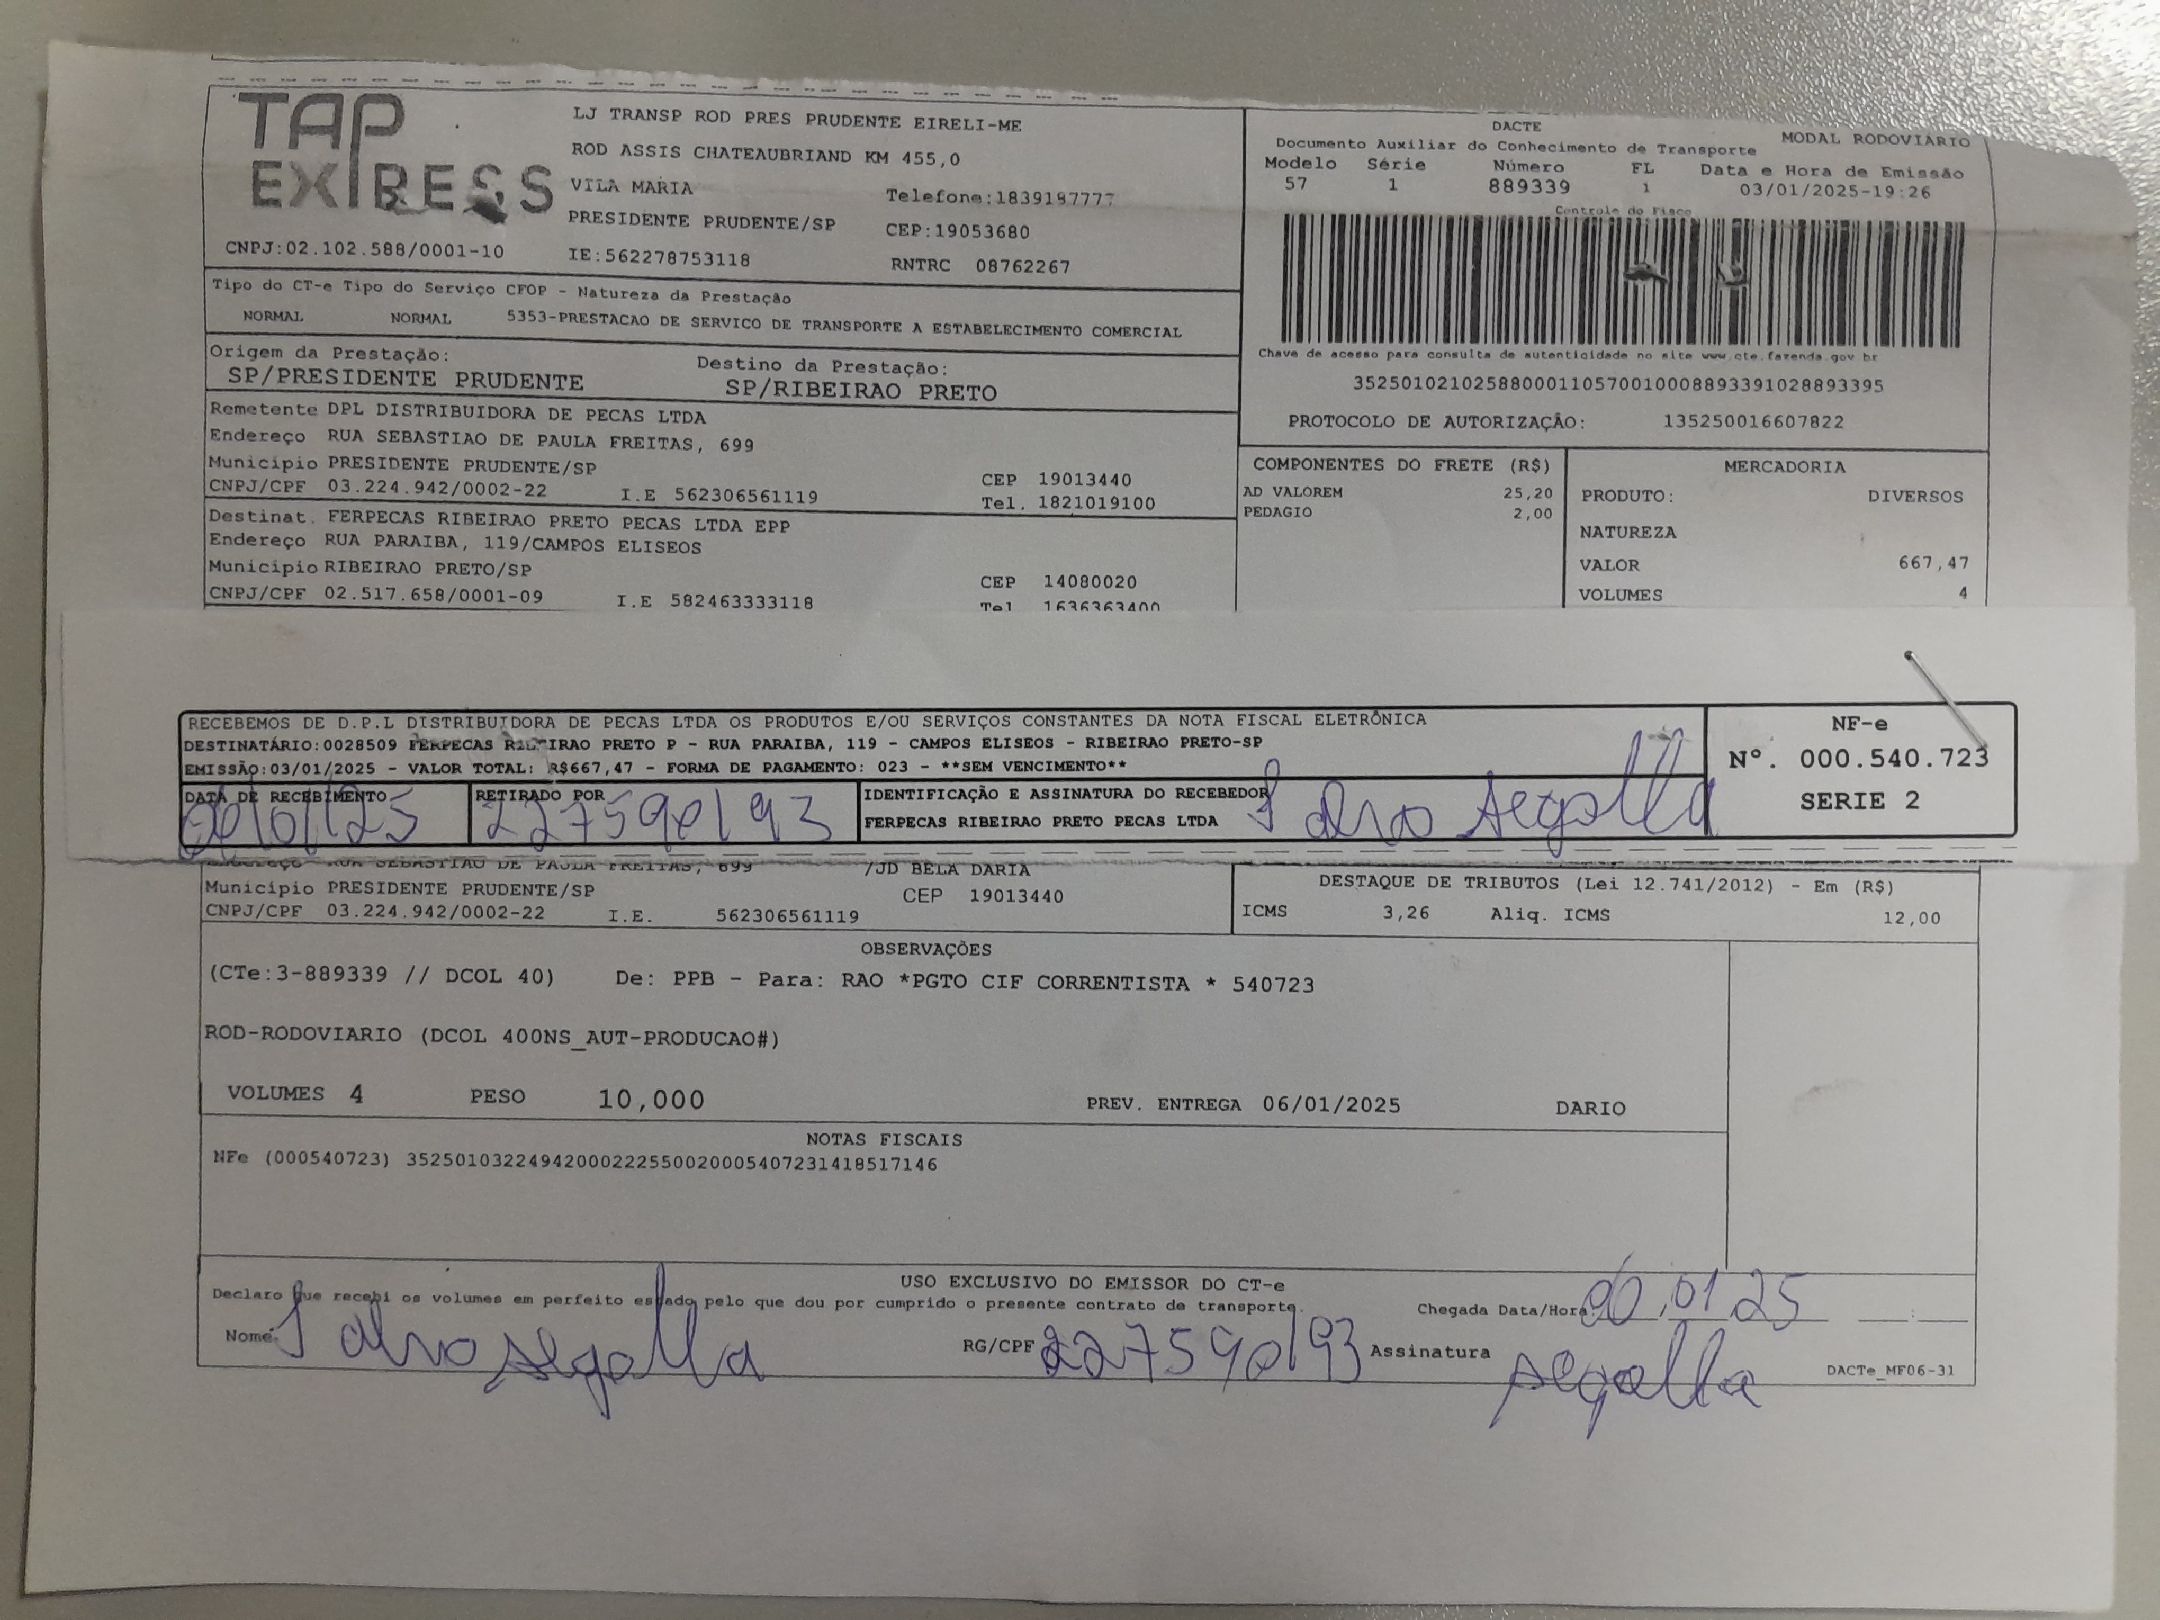 TAP
EXPRESS
LJ TRANSP ROD PRES PRUDENTE EIRELI-ME
ROD ASSIS CHATEAUBRIAND KM 455,0
VILA MARIA
Telefone:1839187777
PRESIDENTE PRUDENTE/SP
CEP:19053680
CNPJ:02.102.588/0001-10
IE:562278753118
RNTRC 08762267
DACTE
MODAL RODOVIÁRIO
Documento Auxiliar do Conhecimento de Transporte
Modelo Série Número FL Data e Hora de Emissão
57 1 889339 1 03/01/2025-19:26
Controle do Fisco
Chave de acesso para consulta de autenticidade no site www.cte.fazenda.gov br
35250102102588000110570010008893391028893395
PROTOCOLO DE AUTORIZAÇÃO: 135250016607822
Tipo do CT-e Tipo do Serviço CFOP - Natureza da Prestação
NORMAL NORMAL 5353-PRESTACAO DE SERVICO DE TRANSPORTE A ESTABELECIMENTO COMERCIAL
Origem da Prestação: Destino da Prestação:
SP/PRESIDENTE PRUDENTE SP/RIBEIRAO PRETO
Remetente DPL DISTRIBUIDORA DE PECAS LTDA
Endereço RUA SEBASTIAO DE PAULA FREITAS, 699
Município PRESIDENTE PRUDENTE/SP CEP 19013440
CNPJ/CPF 03.224.942/0002-22 I.E 562306561119 Tel. 1821019100
Destinat. FERPECAS RIBEIRAO PRETO PECAS LTDA EPP
Endereço RUA PARAIBA, 119/CAMPOS ELISEOS
Município RIBEIRAO PRETO/SP CEP 14080020
CNPJ/CPF 02.517.658/0001-09 I.E 582463333118 Tel 1636363400
COMPONENTES DO FRETE (R$)
AD VALOREM 25,20
PEDAGIO 2,00
MERCADORIA
PRODUTO: DIVERSOS
NATUREZA
VALOR 667,47
VOLUMES 4
RECEBEMOS DE D.P.L DISTRIBUIDORA DE PECAS LTDA OS PRODUTOS E/OU SERVIÇOS CONSTANTES DA NOTA FISCAL ELETRÔNICA
DESTINATÁRIO:0028509 FERPECAS RIBEIRAO PRETO P - RUA PARAIBA, 119 - CAMPOS ELISEOS - RIBEIRAO PRETO-SP
EMISSÃO:03/01/2025 - VALOR TOTAL: R$667,47 - FORMA DE PAGAMENTO: 023 - **SEM VENCIMENTO**
DATA DE RECEBIMENTO RETIRADO POR IDENTIFICAÇÃO E ASSINATURA DO RECEBEDOR
FERPECAS RIBEIRAO PRETO PECAS LTDA
NF-e
Nº. 000.540.723
SERIE 2
Endereço RUA SEBASTIAO DE PAULA FREITAS, 699 /JD BELA DARIA
Município PRESIDENTE PRUDENTE/SP CEP 19013440
CNPJ/CPF 03.224.942/0002-22 I.E. 562306561119
DESTAQUE DE TRIBUTOS (Lei 12.741/2012) - Em (R$)
ICMS 3,26 Aliq. ICMS 12,00
OBSERVAÇÕES
(CTe:3-889339 // DCOL 40) De: PPB - Para: RAO *PGTO CIF CORRENTISTA * 540723
ROD-RODOVIARIO (DCOL 400NS_AUT-PRODUCAO#)
VOLUMES 4 PESO 10,000 PREV. ENTREGA 06/01/2025 DARIO
NOTAS FISCAIS
NFe (000540723) 35250103224942000222550020005407231418517146
USO EXCLUSIVO DO EMISSOR DO CT-e
Declaro que recebi os volumes em perfeito estado pelo que dou por cumprido o presente contrato de transporte.
Chegada Data/Hora:
Nome: RG/CPF Assinatura Segalla
DACTe_MF06-31